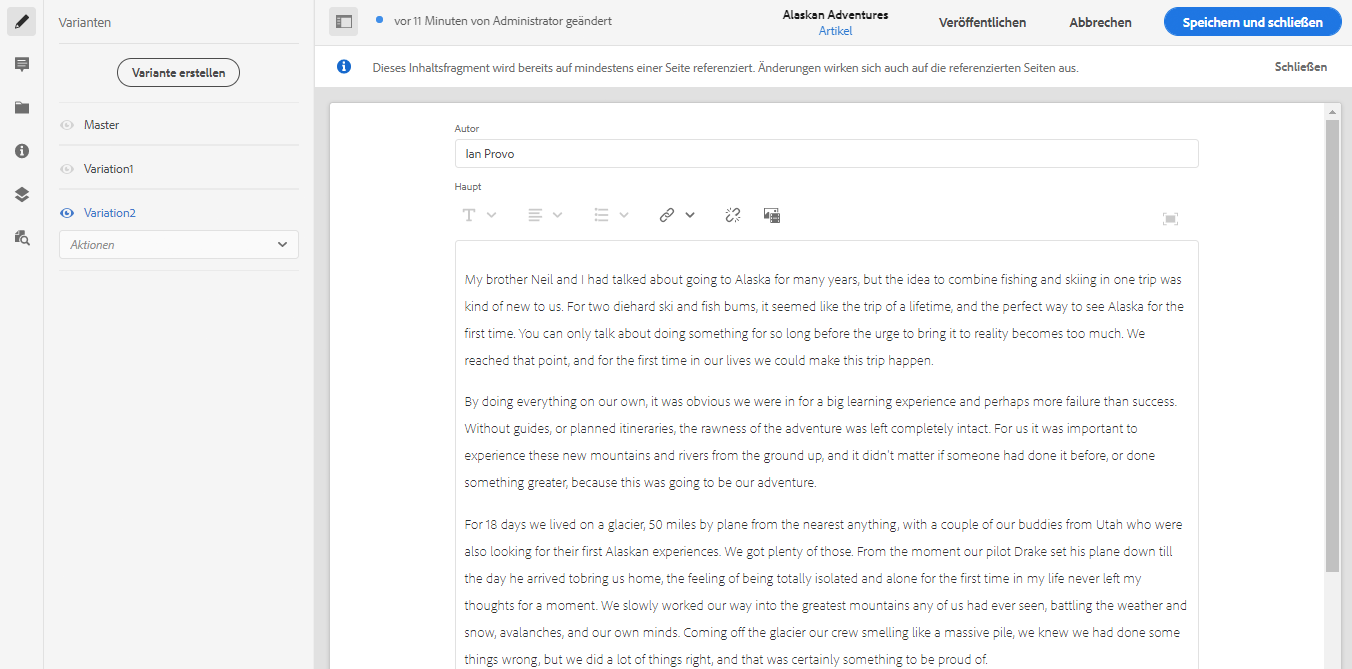 Varianten
Variante erstellen
Master
Variation1
Variation2
Aktionen
vor 11 Minuten von Administrator geändert
Alaskan Adventures
Artikel
Veröffentlichen
Abbrechen
Speichern und schließen
Dieses Inhaltsfragment wird bereits auf mindestens einer Seite referenziert. Änderungen wirken sich auch auf die referenzierten Seiten aus.
Schließen
Autor
Ian Provo
Haupt
My brother Neil and I had talked about going to Alaska for many years, but the idea to combine fishing and skiing in one trip was
kind of new to us. For two diehard ski and fish bums, it seemed like the trip of a lifetime, and the perfect way to see Alaska for the
first time. You can only talk about doing something for so long before the urge to bring it to reality becomes too much. We
reached that point, and for the first time in our lives we could make this trip happen.
By doing everything on our own, it was obvious we were in for a big learning experience and perhaps more failure than success.
Without guides, or planned itineraries, the rawness of the adventure was left completely intact. For us it was important to
experience these new mountains and rivers from the ground up, and it didn't matter if someone had done it before, or done
something greater, because this was going to be our adventure.
For 18 days we lived on a glacier, 50 miles by plane from the nearest anything, with a couple of our buddies from Utah who were
also looking for their first Alaskan experiences. We got plenty of those. From the moment our pilot Drake set his plane down till
the day he arrived tobring us home, the feeling of being totally isolated and alone for the first time in my life never left my
thoughts for a moment. We slowly worked our way into the greatest mountains any of us had ever seen, battling the weather and
snow, avalanches, and our own minds. Coming off the glacier our crew smelling like a massive pile, we knew we had done some
things wrong, but we did a lot of things right, and that was certainly something to be proud of.